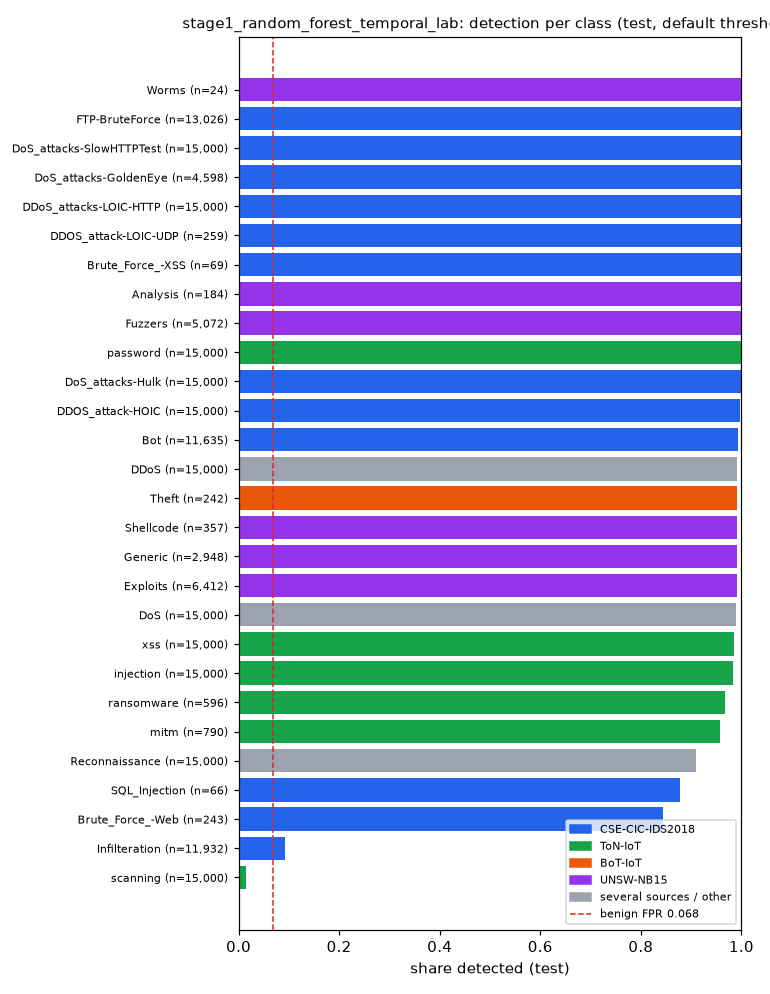 stage1_random_forest_temporal_lab: detection per class (test, default thresho
Worms (n=24)
FTP-BruteForce (n=13,026)
DoS_attacks-SlowHTTPTest (n=15,000)
DoS_attacks-GoldenEye (n=4,598)
DDoS_attacks-LOIC-HTTP (n=15,000)
DDOS_attack-LOIC-UDP (n=259)
Brute_Force_-XSS (n=69)
Analysis (n=184)
Fuzzers (n=5,072)
password (n=15,000)
DoS_attacks-Hulk (n=15,000)
DDOS_attack-HOIC (n=15,000)
Bot (n=11,635)
DDoS (n=15,000)
Theft (n=242)
Shellcode (n=357)
Generic (n=2,948)
Exploits (n=6,412)
DoS (n=15,000)
xss (n=15,000)
injection (n=15,000)
ransomware (n=596)
mitm (n=790)
Reconnaissance (n=15,000)
SQL_Injection (n=66)
Brute_Force_-Web (n=243)
Infilteration (n=11,932)
scanning (n=15,000)
CSE-CIC-IDS2018
ToN-IoT
BoT-IoT
UNSW-NB15
several sources / other
benign FPR 0.068
0.0 0.2 0.4 0.6 0.8 1.0
share detected (test)